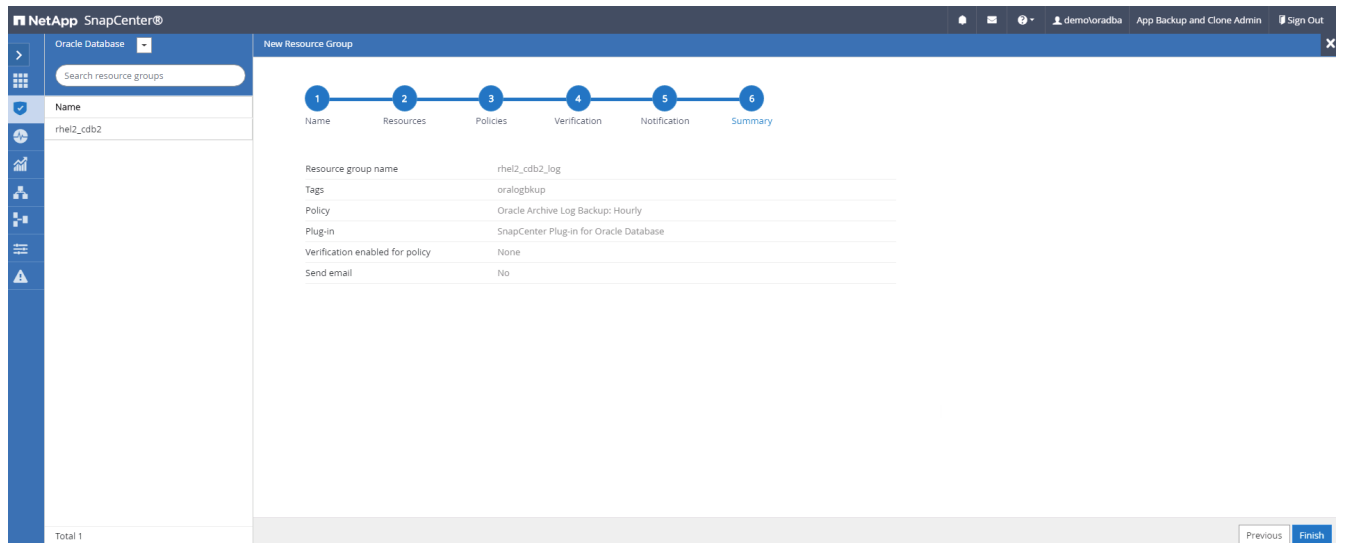 NetApp SnapCenter®
demo\oradba App Backup and Clone Admin Sign Out
Oracle Database
New Resource Group
Search resource groups
Name
rhel2_cdb2
1 2 3 4 5 6
Name Resources Policies Verification Notification Summary
Resource group name rhel2_cdb2_log
Tags oralogbkup
Policy Oracle Archive Log Backup: Hourly
Plug-in SnapCenter Plug-in for Oracle Database
Verification enabled for policy None
Send email No
Total 1
Previous Finish